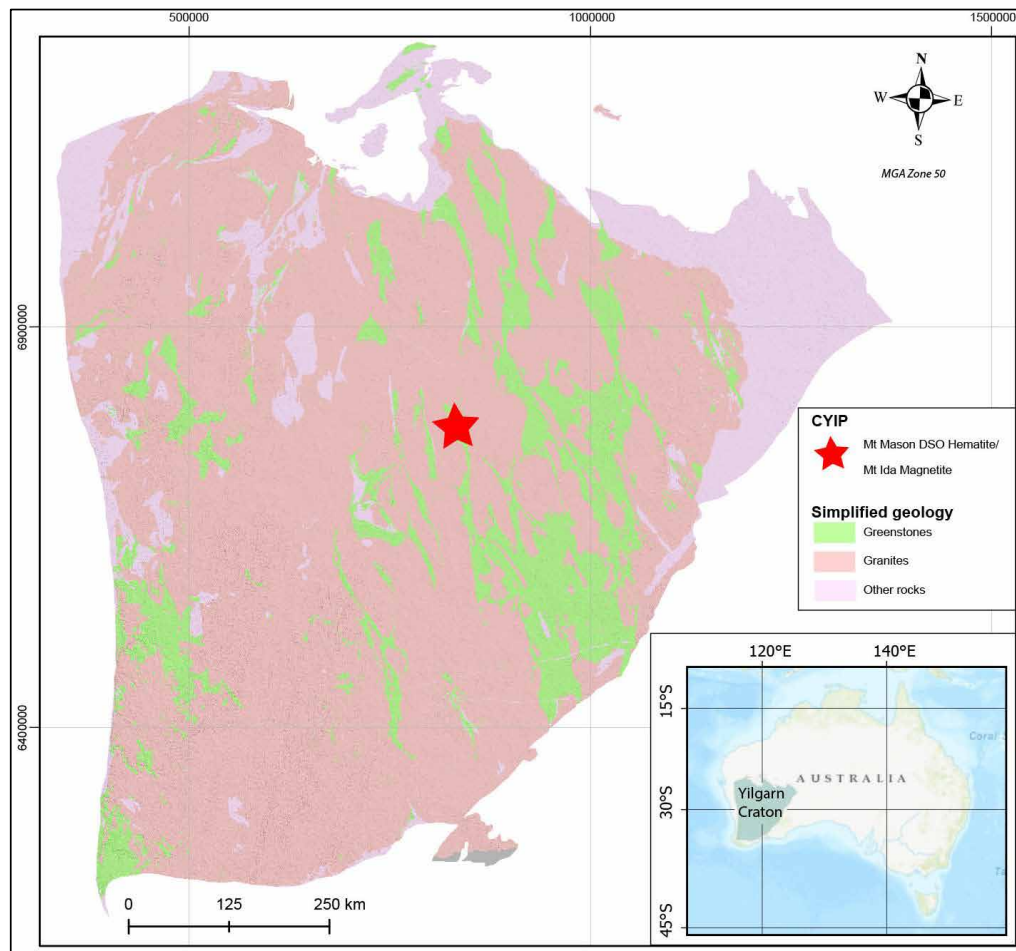 500000
1000000
1500000
N
W
E
S
MGA Zone 50
6900000
6400000
CYIP
Mt Mason DSO Hematite/
Mt Ida Magnetite
Simplified geology
Greenstones
Granites
Other rocks
0
125
250 km
120°E
140°E
15°S
30°S
45°S
Coral
AUSTRALIA
Yilgarn
Craton